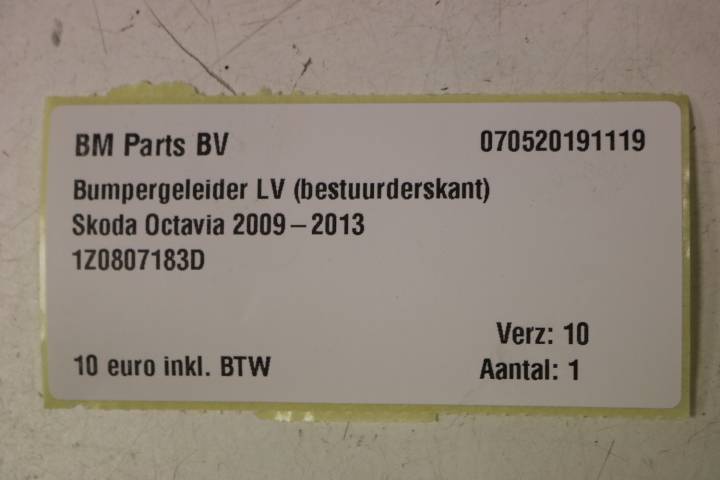 BM Parts BV 070520191119
Bumpergeleider LV (bestuurderskant)
Skoda Octavia 2009–2013
1Z0807183D
Verz: 10
10 euro inkl. BTW Aantal: 1